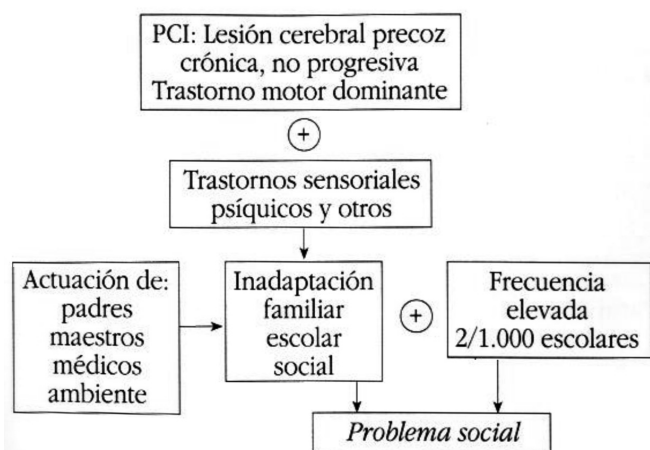 PCI: Lesión cerebral precoz
crónica, no progresiva
Trastorno motor dominante
+
Trastornos sensoriales
psíquicos y otros
Actuación de:
padres
maestros
médicos
ambiente
Inadaptación
familiar
escolar
social
+
Frecuencia
elevada
2/1.000 escolares
Problema social